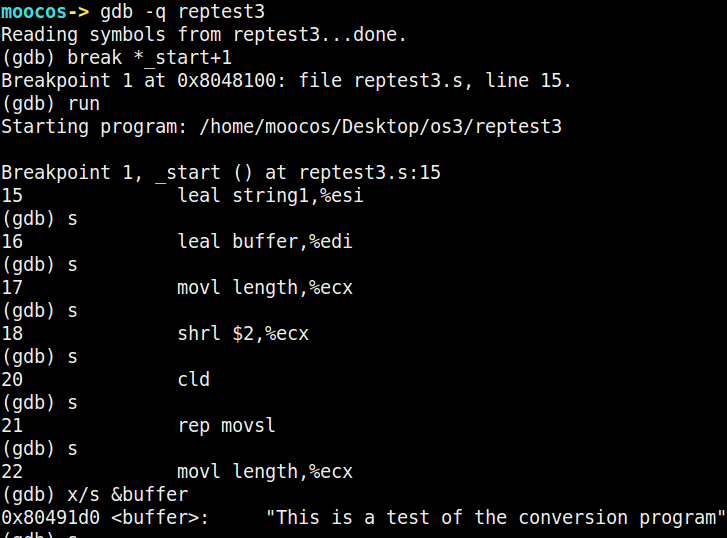 moocos-> gdb -q reptest3
Reading symbols from reptest3...done.
(gdb) break *_start+1
Breakpoint 1 at 0x8048100: file reptest3.s, line 15.
(gdb) run
Starting program: /home/moocos/Desktop/os3/reptest3
Breakpoint 1, _start () at reptest3.s:15
15 leal string1,%esi
(gdb) s
16 leal buffer,%edi
(gdb) s
17 movl length,%ecx
(gdb) s
18 shrl $2,%ecx
(gdb) s
20 cld
(gdb) s
21 rep movsl
(gdb) s
22 movl length,%ecx
(gdb) x/s &buffer
0x80491d0 <buffer>: "This is a test of the conversion program"
(gdb) s